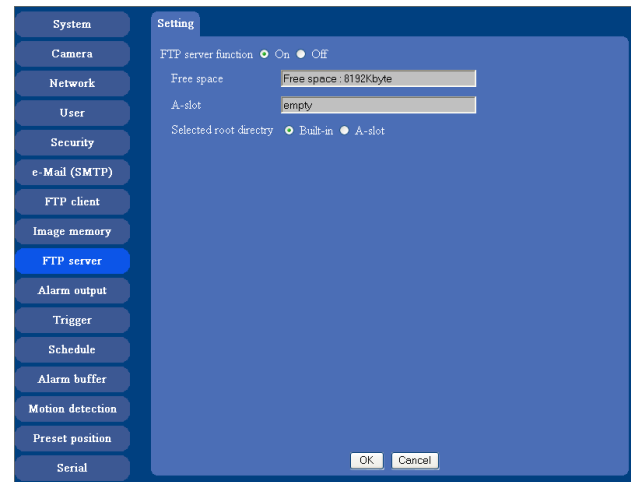 System
Camera
Network
User
Security
e-Mail (SMTP)
FTP client
Image memory
FTP server
Alarm output
Trigger
Schedule
Alarm buffer
Motion detection
Preset position
Serial
Setting
FTP server function On Off
Free space Free space : 8192Kbyte
A-slot empty
Selected root directry Built-in A-slot
OK Cancel